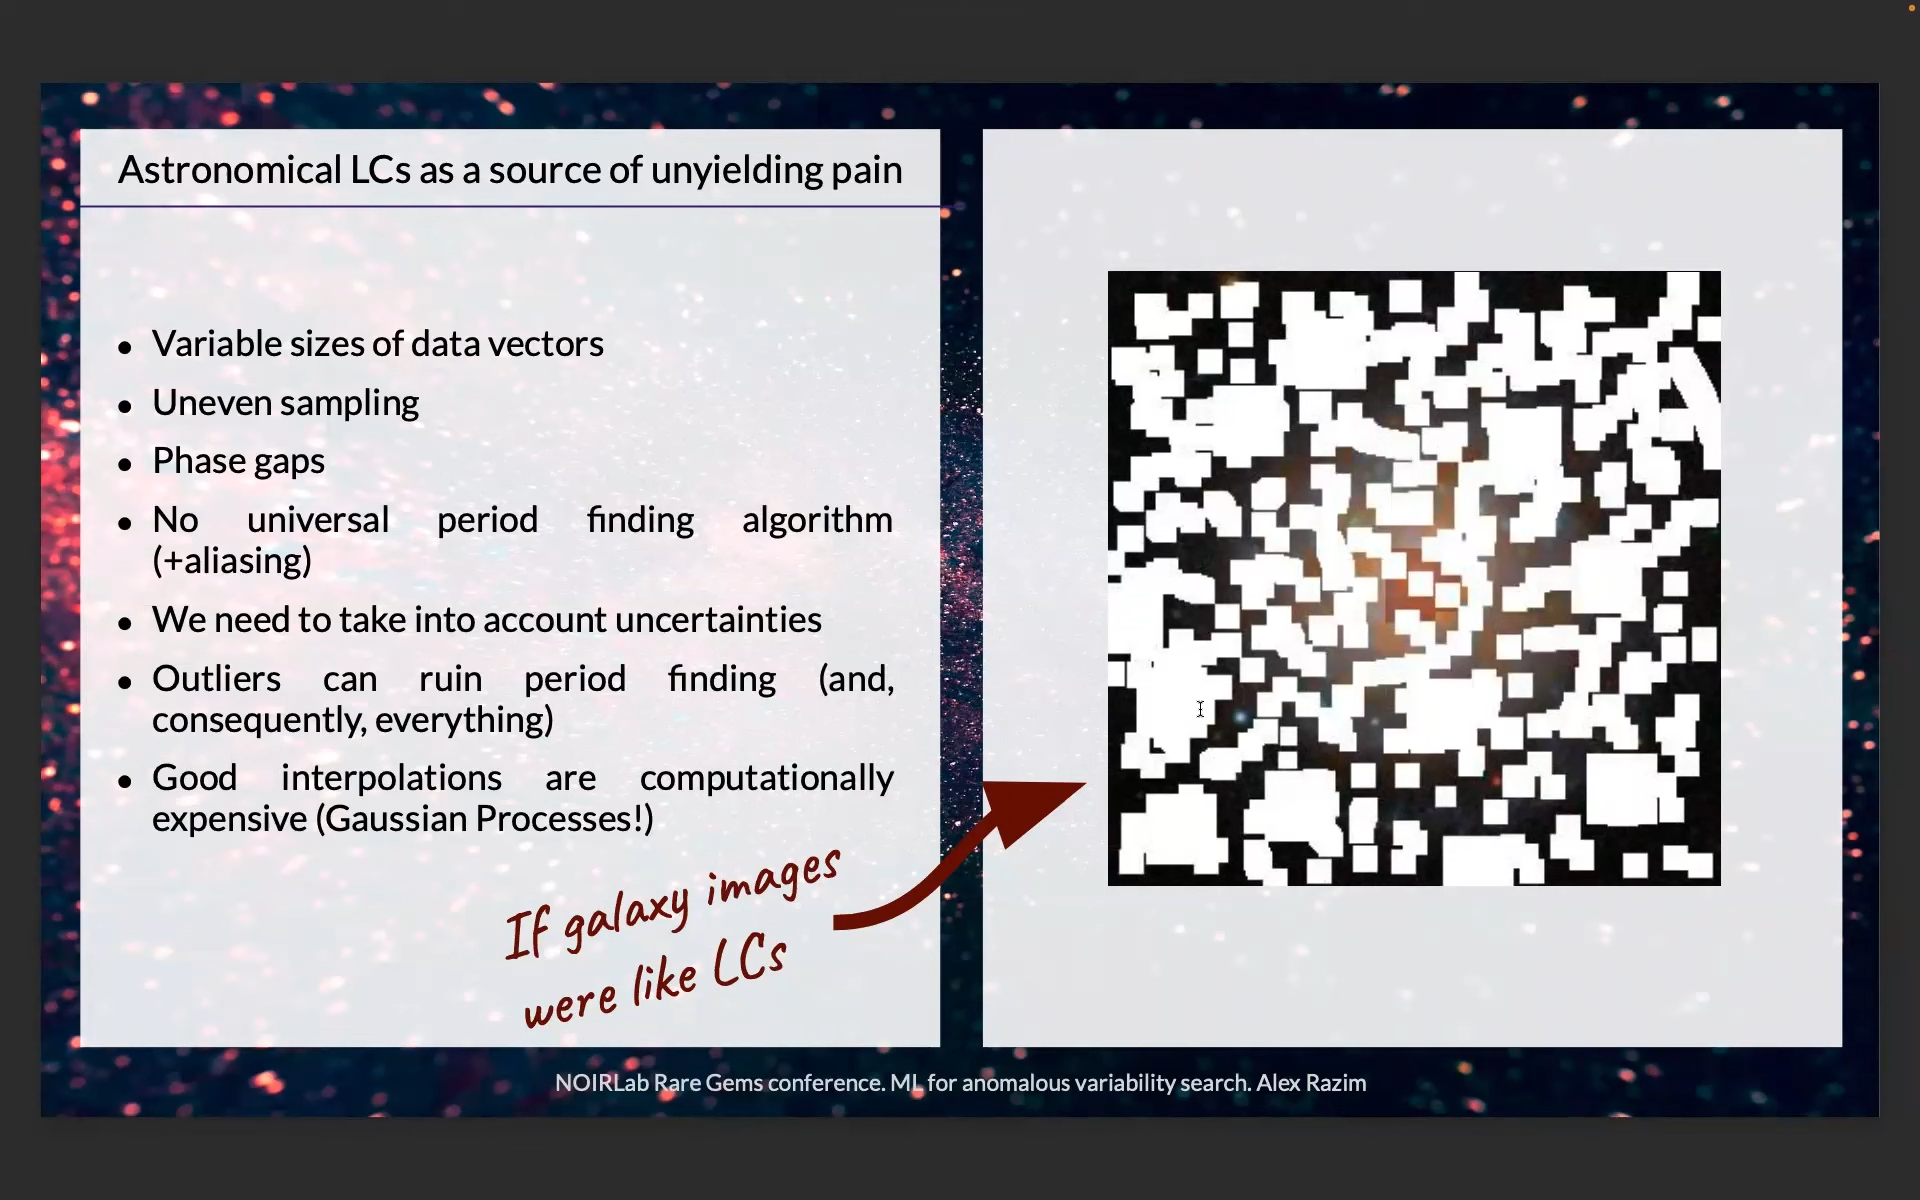 Astronomical LCs as a source of unyielding pain
● Variable sizes of data vectors
● Uneven sampling
● Phase gaps
● No universal period finding algorithm
(+aliasing)
● We need to take into account uncertainties
● Outliers can ruin period finding (and,
consequently, everything)
● Good interpolations are computationally
expensive (Gaussian Processes!)
If galaxy images
were like LCs
NOIRLab Rare Gems conference. ML for anomalous variability search. Alex Razim